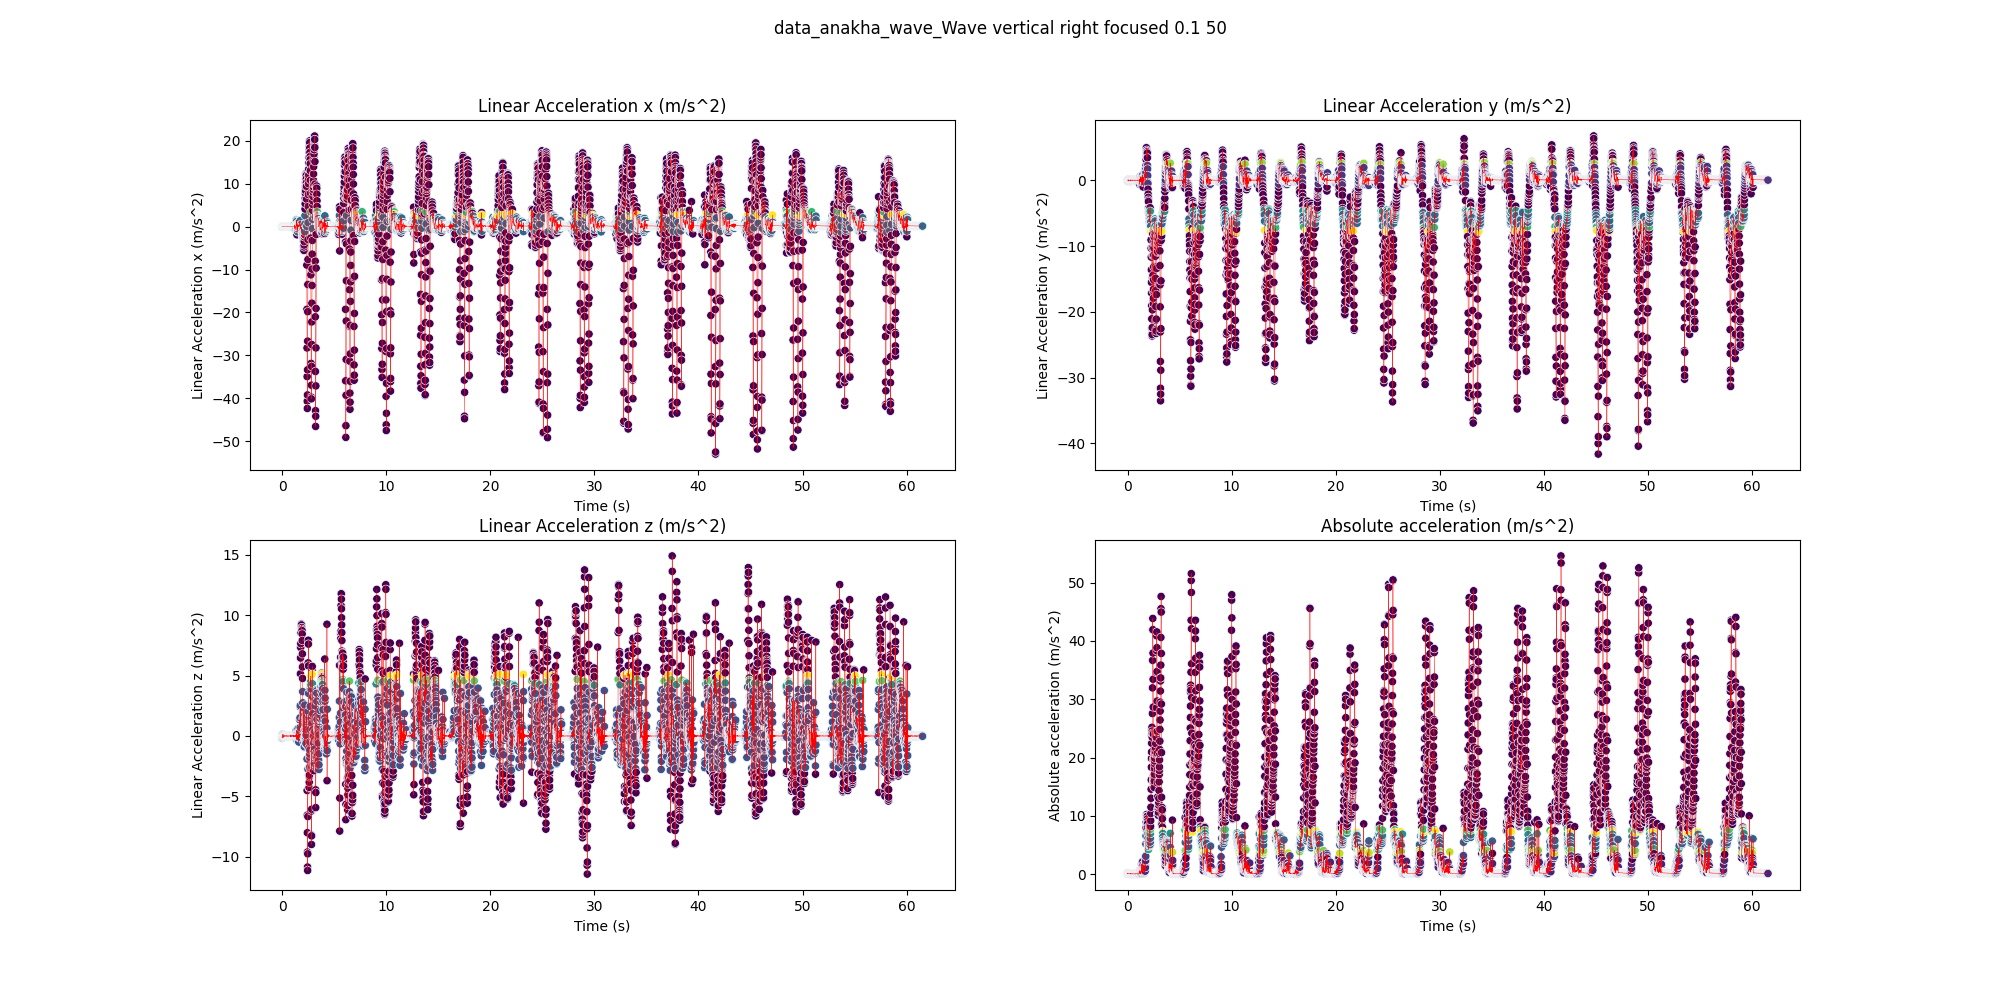 data_anakha_wave_Wave vertical right focused 0.1 50
Linear Acceleration x (m/s^2)
Linear Acceleration x (m/s^2)
20
10
0
−10
−20
−30
−40
−50
0 10 20 30 40 50 60
Time (s)
Linear Acceleration y (m/s^2)
Linear Acceleration y (m/s^2)
0
−10
−20
−30
−40
0 10 20 30 40 50 60
Time (s)
Linear Acceleration z (m/s^2)
Linear Acceleration z (m/s^2)
15
10
5
0
−5
−10
0 10 20 30 40 50 60
Time (s)
Absolute acceleration (m/s^2)
Absolute acceleration (m/s^2)
50
40
30
20
10
0
0 10 20 30 40 50 60
Time (s)